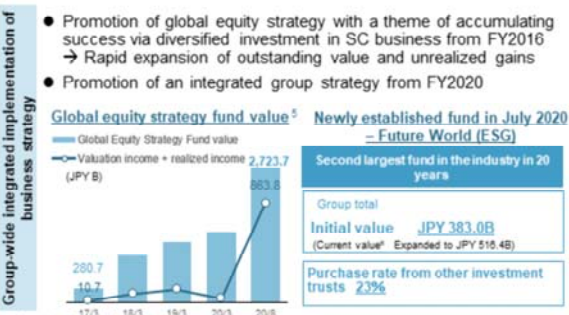 Group-wide integrated implementation of
business strategy
● Promotion of global equity strategy with a theme of accumulating
success via diversified investment in SC business from FY2016
→ Rapid expansion of outstanding value and unrealized gains
● Promotion of an integrated group strategy from FY2020
Global equity strategy fund value 5
Global Equity Strategy Fund value
Valuation income + realized income
(JPY B)
2,723.7
863.8
280.7
10.7
17/3 18/3 19/3 20/3 20/8
Newly established fund in July 2020
– Future World (ESG)
Second largest fund in the industry in 20
years
Group total
Initial value JPY 383.0B
(Current value Expanded to JPY 516.4B)
Purchase rate from other investment
trusts 23%